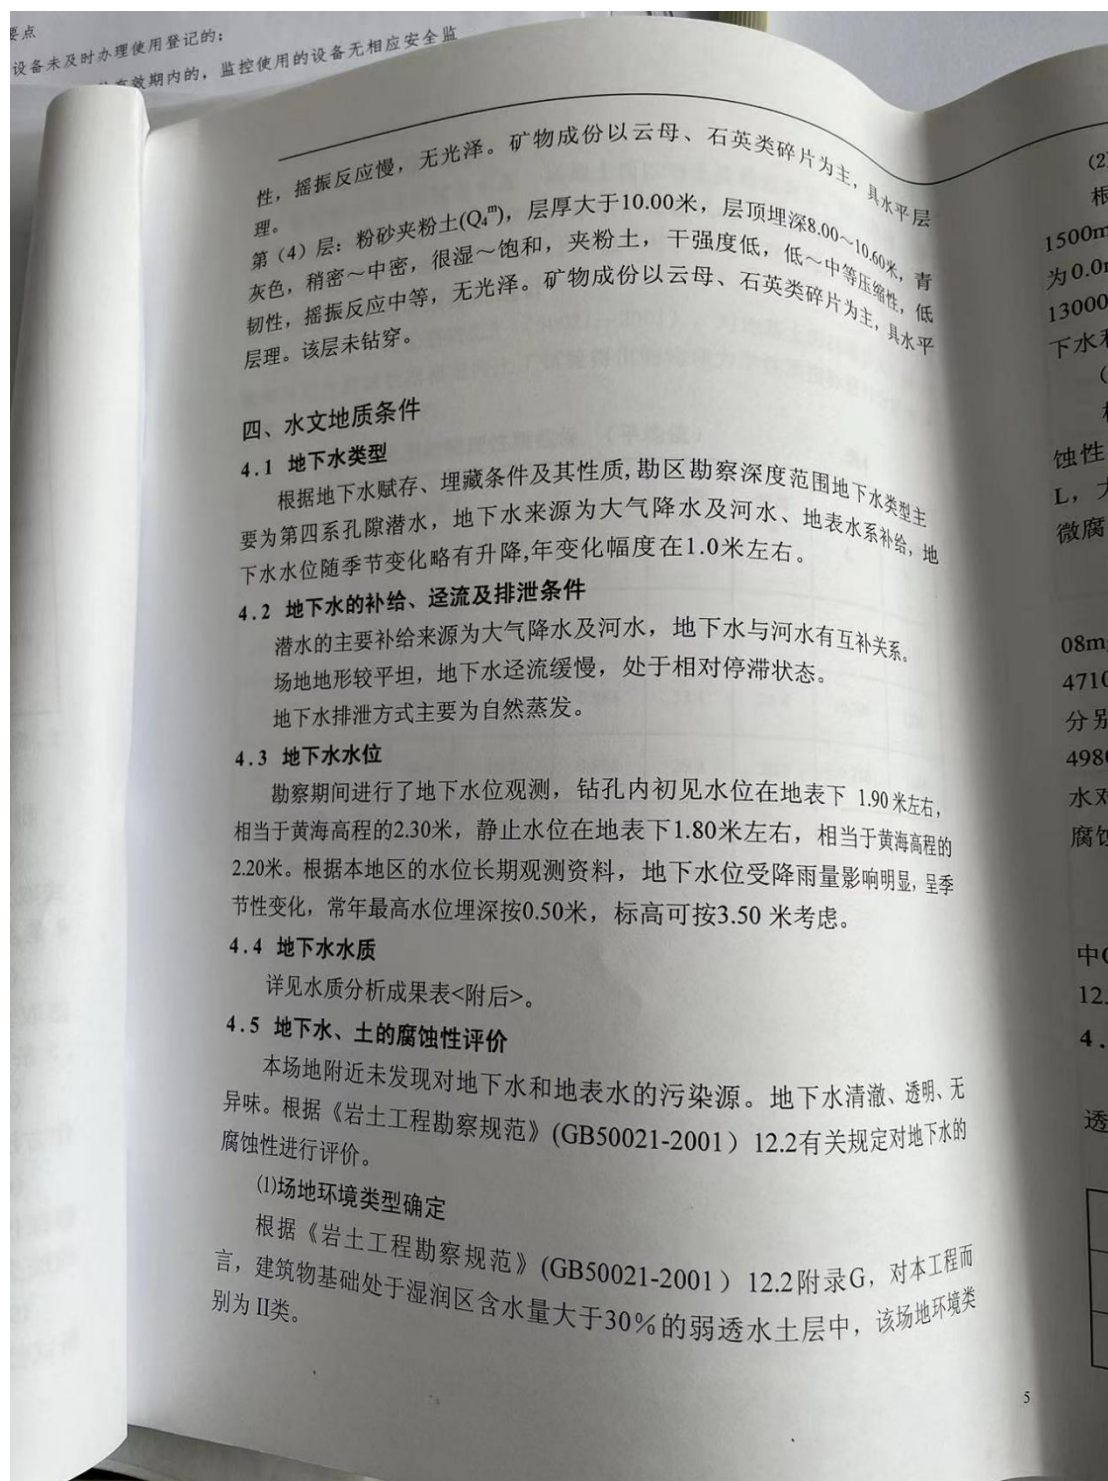 要点
设备未及时办理使用登记的；
有效期内的，监控使用的设备无相应安全监
性，摇振反应慢，无光泽。矿物成份以云母、石英类碎片为主，具水平层
理。
第（4）层：粉砂夹粉土(Q₄ᵐ)，层厚大于10.00米，层顶埋深8.00～10.60米，青
灰色，稍密～中密，很湿～饱和，夹粉土，干强度低，低～中等压缩性，低
韧性，摇振反应中等，无光泽。矿物成份以云母、石英类碎片为主，具水平
层理。该层未钻穿。
四、水文地质条件
4.1 地下水类型
根据地下水赋存、埋藏条件及其性质,勘区勘察深度范围地下水类型主
要为第四系孔隙潜水，地下水来源为大气降水及河水、地表水系补给，地
下水水位随季节变化略有升降,年变化幅度在1.0米左右。
4.2 地下水的补给、迳流及排泄条件
潜水的主要补给来源为大气降水及河水，地下水与河水有互补关系。
场地地形较平坦，地下水迳流缓慢，处于相对停滞状态。
地下水排泄方式主要为自然蒸发。
4.3 地下水水位
勘察期间进行了地下水位观测，钻孔内初见水位在地表下 1.90米左右，
相当于黄海高程的2.30米，静止水位在地表下1.80米左右，相当于黄海高程的
2.20米。根据本地区的水位长期观测资料，地下水位受降雨量影响明显,呈季
节性变化，常年最高水位埋深按0.50米，标高可按3.50 米考虑。
4.4 地下水水质
详见水质分析成果表<附后>。
4.5 地下水、土的腐蚀性评价
本场地附近未发现对地下水和地表水的污染源。地下水清澈、透明、无
异味。根据《岩土工程勘察规范》(GB50021-2001）12.2有关规定对地下水的
腐蚀性进行评价。
⑴场地环境类型确定
根据《岩土工程勘察规范》(GB50021-2001）12.2附录G，对本工程而
言，建筑物基础处于湿润区含水量大于30%的弱透水土层中，该场地环境类
别为 II类。
5
(2
根
1500m
为0.0
13000
下水
蚀性
L，
微腐
08m
4710
分别
498
水对
腐蚀
中
12.
4.
透